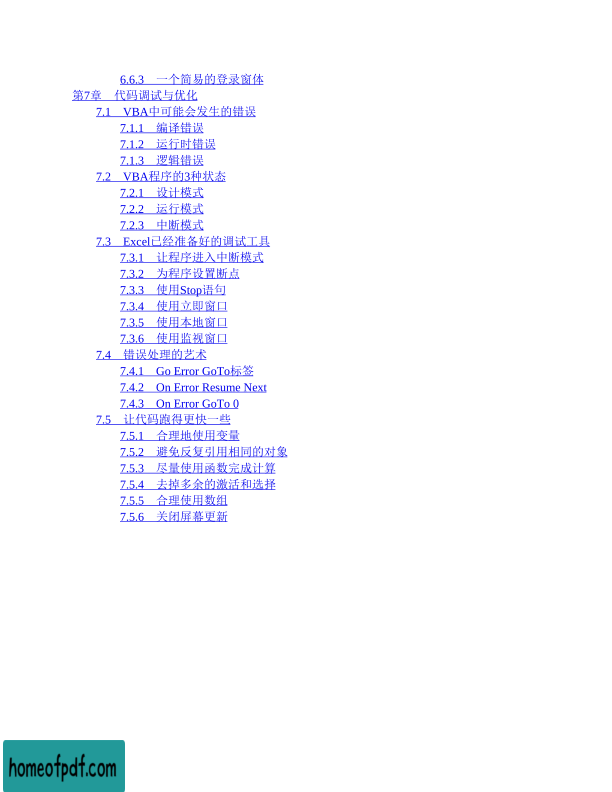 6.6.3　一个简易的登录窗体
第7章　代码调试与优化
7.1　VBA中可能会发生的错误
7.1.1　编译错误
7.1.2　运行时错误
7.1.3　逻辑错误
7.2　VBA程序的3种状态
7.2.1　设计模式
7.2.2　运行模式
7.2.3　中断模式
7.3　Excel已经准备好的调试工具
7.3.1　让程序进入中断模式
7.3.2　为程序设置断点
7.3.3　使用Stop语句
7.3.4　使用立即窗口
7.3.5　使用本地窗口
7.3.6　使用监视窗口
7.4　错误处理的艺术
7.4.1　Go Error GoTo标签
7.4.2　On Error Resume Next
7.4.3　On Error GoTo 0
7.5　让代码跑得更快一些
7.5.1　合理地使用变量
7.5.2　避免反复引用相同的对象
7.5.3　尽量使用函数完成计算
7.5.4　去掉多余的激活和选择
7.5.5　合理使用数组
7.5.6　关闭屏幕更新
homeofpdf.com